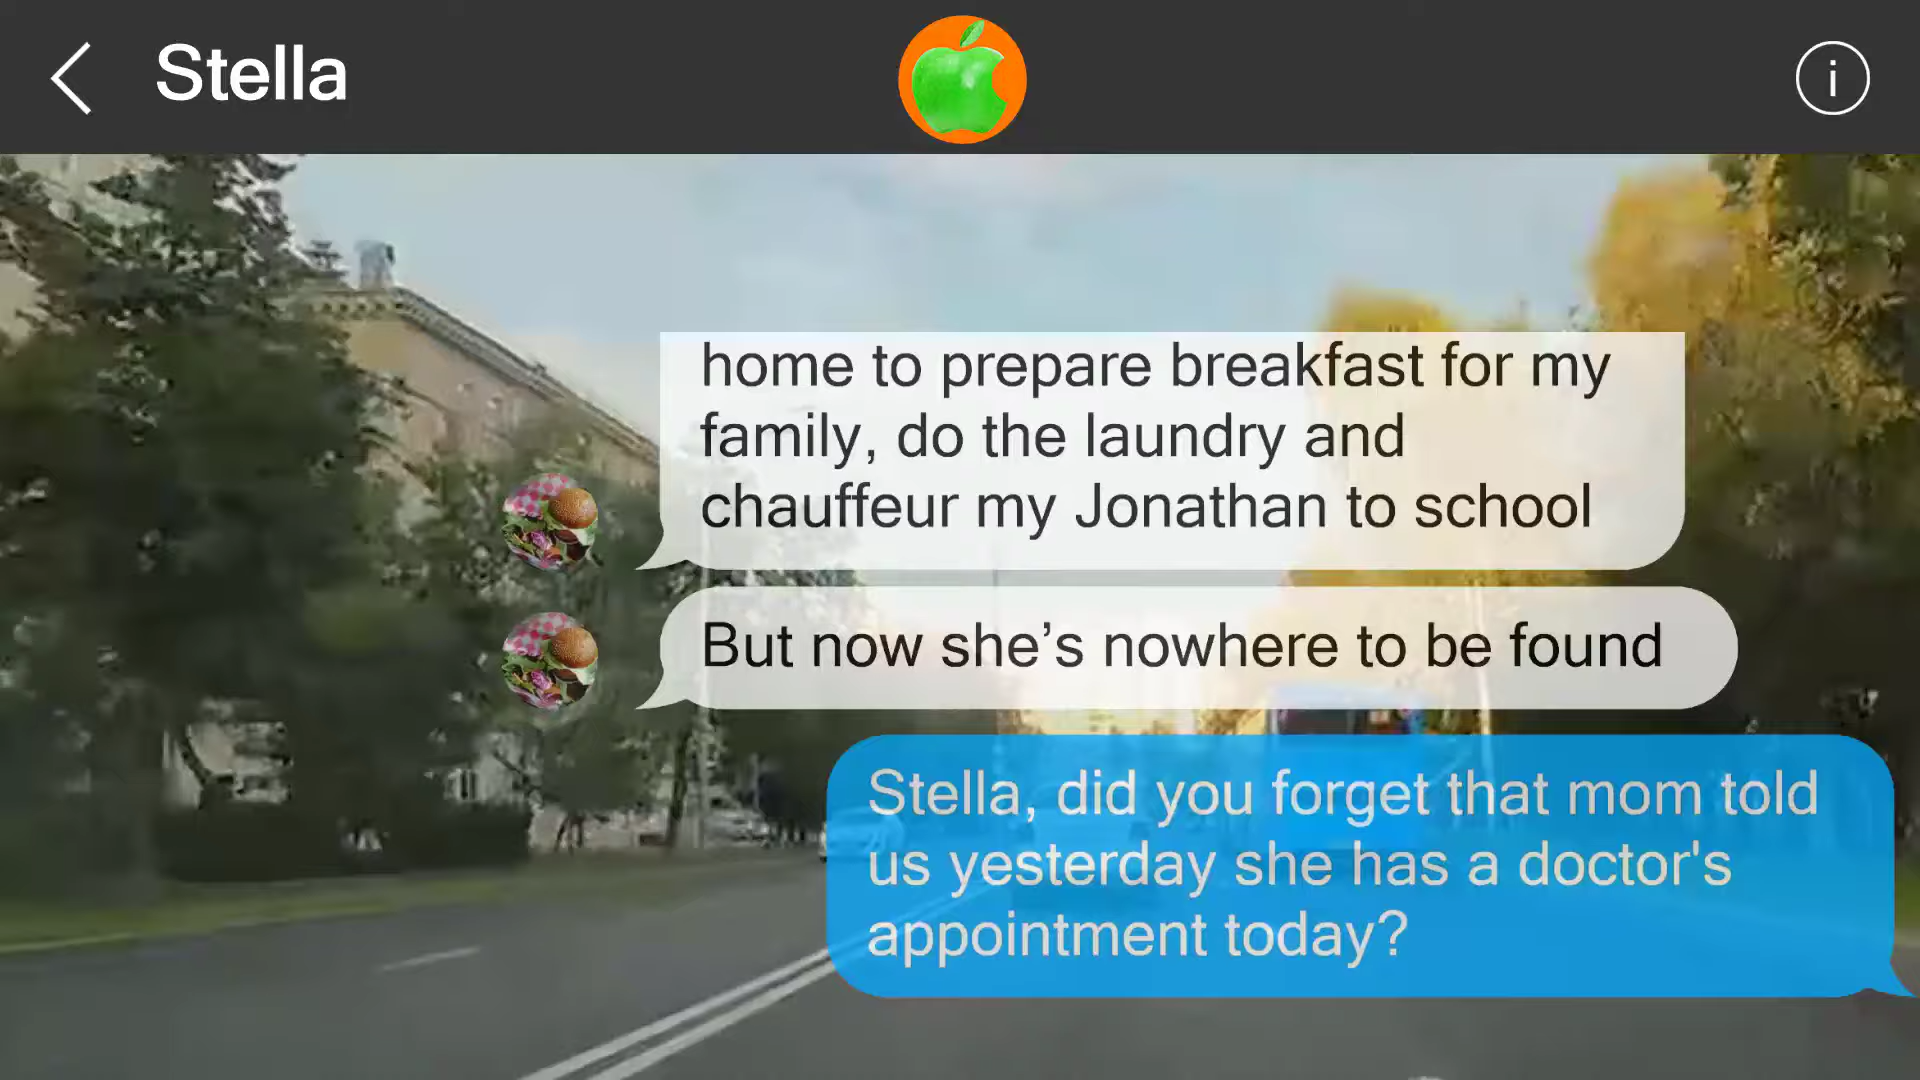 Stella
home to prepare breakfast for my
family, do the laundry and
chauffeur my Jonathan to school
But now she’s nowhere to be found
Stella, did you forget that mom told
us yesterday she has a doctor's
appointment today?